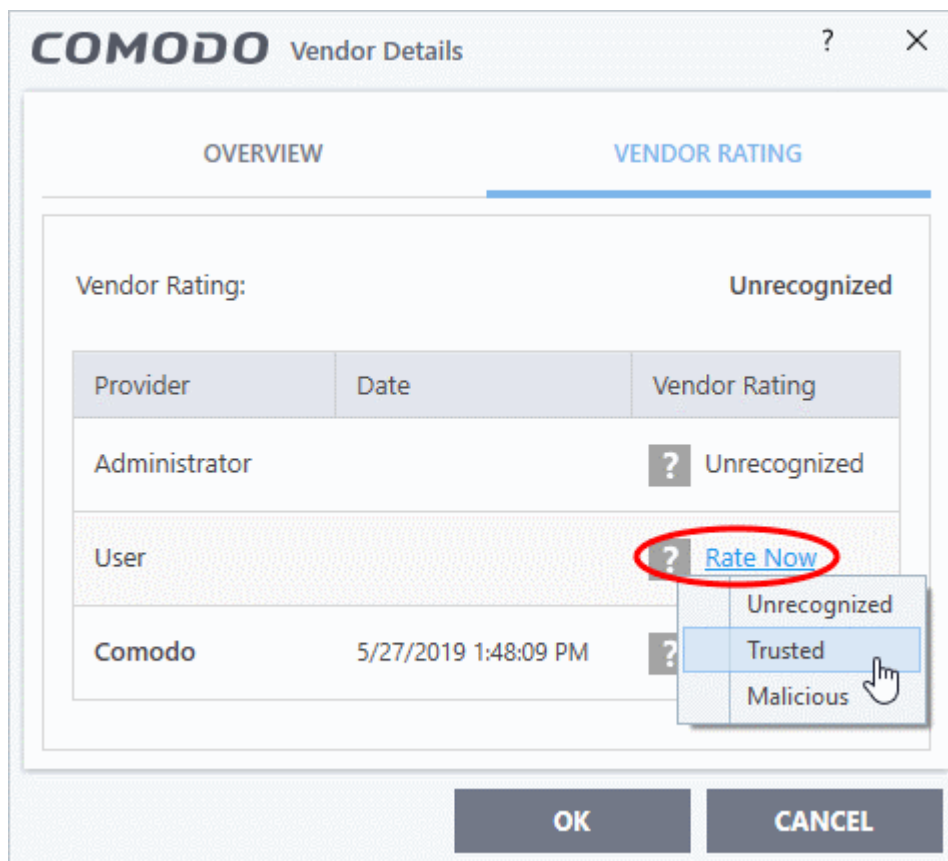 COMODO Vendor Details ? ×
OVERVIEW VENDOR RATING
Vendor Rating: Unrecognized
Provider Date Vendor Rating
Administrator ? Unrecognized
User ? Rate Now
Unrecognized
Comodo 5/27/2019 1:48:09 PM ? Trusted
Malicious
OK CANCEL